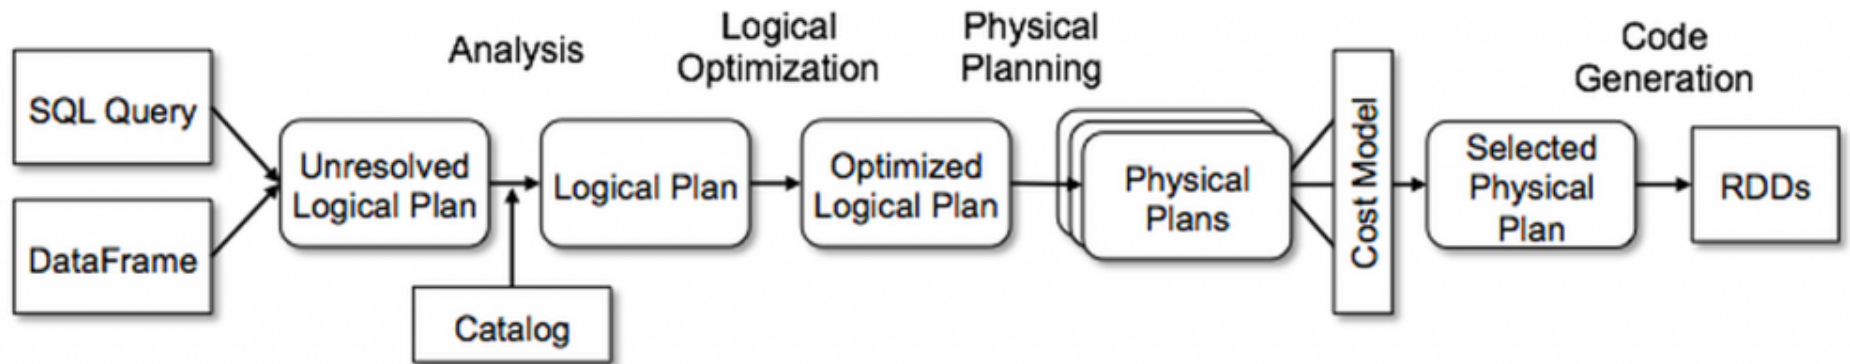 Analysis
Logical
Optimization
Physical
Planning
Code
Generation
SQL Query
DataFrame
Unresolved
Logical Plan
Catalog
Logical Plan
Optimized
Logical Plan
Physical
Plans
Cost Model
Selected
Physical
Plan
RDDs